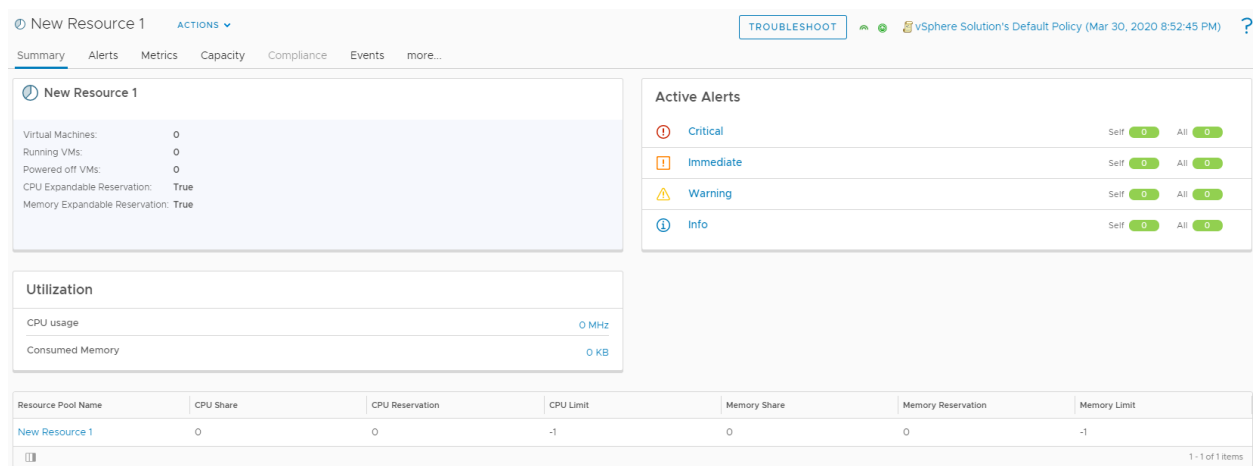 New Resource 1 ACTIONS TROUBLESHOOT vSphere Solution's Default Policy (Mar 30, 2020 8:52:45 PM) ?
Summary Alerts Metrics Capacity Compliance Events more...
New Resource 1
Virtual Machines: 0
Running VMs: 0
Powered off VMs: 0
CPU Expandable Reservation: True
Memory Expandable Reservation: True
Active Alerts
Critical Self 0 All 0
Immediate Self 0 All 0
Warning Self 0 All 0
Info Self 0 All 0
Utilization
CPU usage 0 MHz
Consumed Memory 0 KB
Resource Pool Name CPU Share CPU Reservation CPU Limit Memory Share Memory Reservation Memory Limit
New Resource 1 0 0 -1 0 0 -1
1 - 1 of 1 items